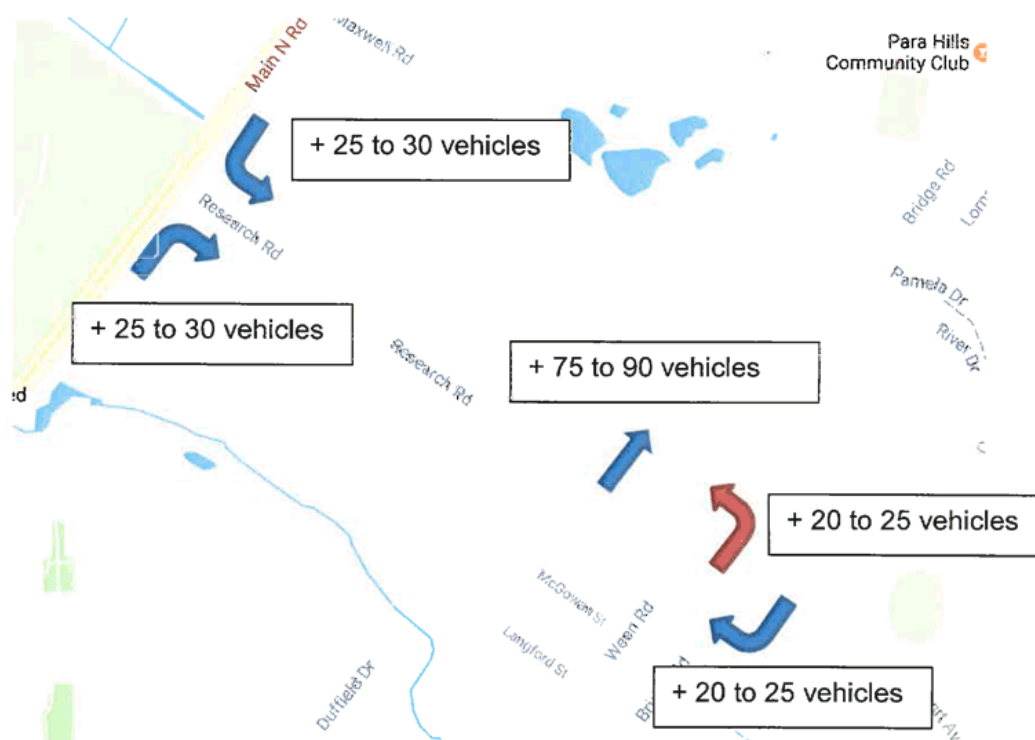 Maxwell Rd
Para Hills
Community Club
Main N Rd
+ 25 to 30 vehicles
Bridge Rd
Research Rd
Pamela Dr
+ 25 to 30 vehicles
River Dr
ed
Research Rd
+ 75 to 90 vehicles
+ 20 to 25 vehicles
McGowan St
Ween Rd
Langford St
Duffield Dr
+ 20 to 25 vehicles